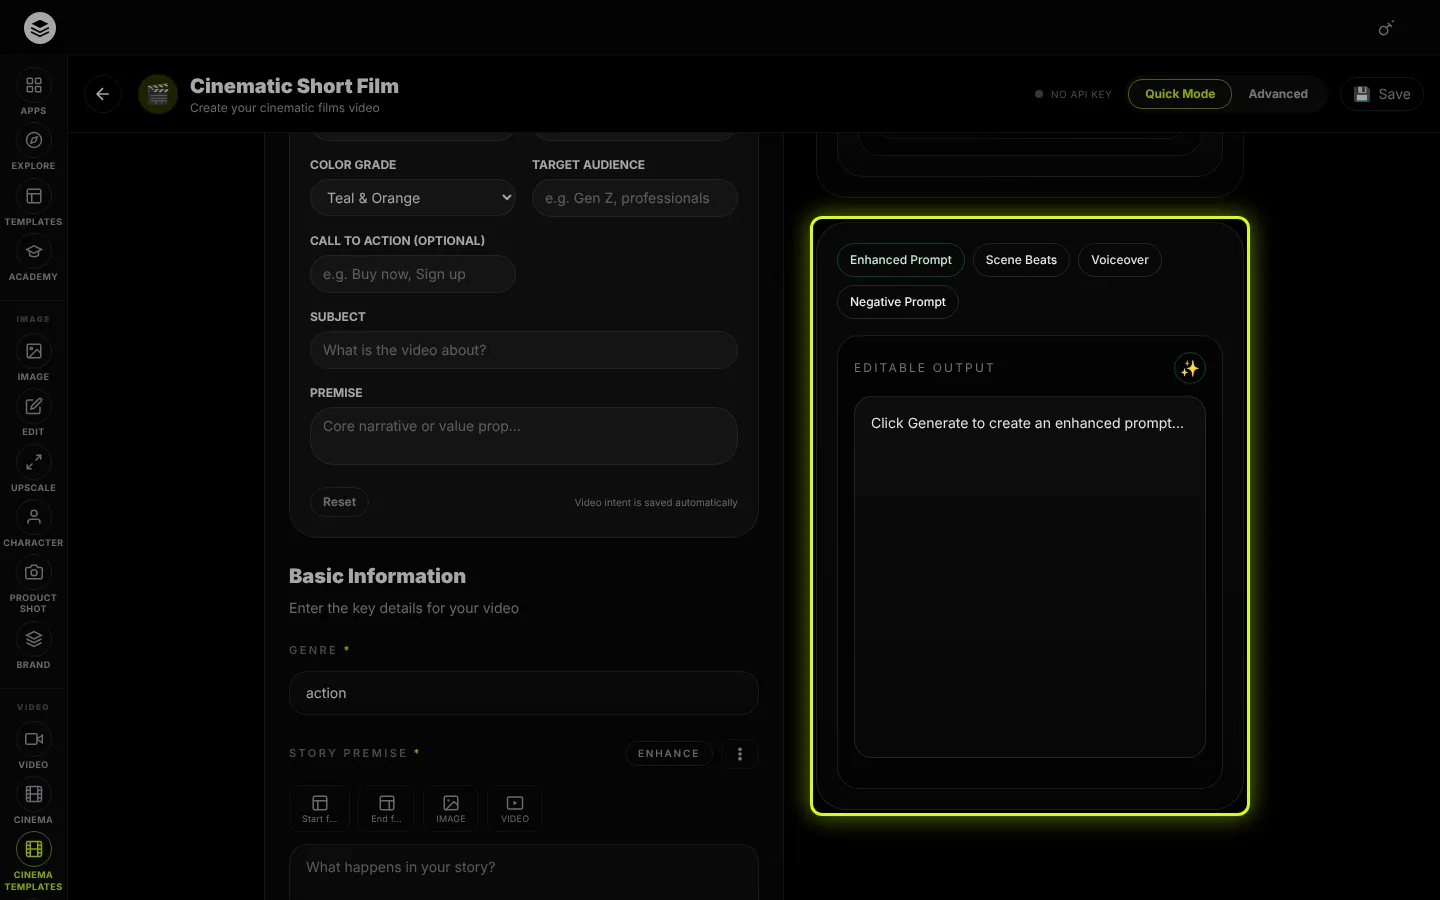 Cinematic Short Film
Create your cinematic films video
NO API KEY
Quick Mode
Advanced
Save
APPS
EXPLORE
TEMPLATES
ACADEMY
IMAGE
IMAGE
EDIT
UPSCALE
CHARACTER
PRODUCT
SHOT
BRAND
VIDEO
VIDEO
CINEMA
CINEMA
TEMPLATES
COLOR GRADE
TARGET AUDIENCE
Teal & Orange
e.g. Gen Z, professionals
CALL TO ACTION (OPTIONAL)
e.g. Buy now, Sign up
SUBJECT
What is the video about?
PREMISE
Core narrative or value prop...
Reset
Video intent is saved automatically
Basic Information
Enter the key details for your video
GENRE *
action
STORY PREMISE *
ENHANCE
Start f...
End f...
IMAGE
VIDEO
What happens in your story?
Enhanced Prompt
Scene Beats
Voiceover
Negative Prompt
EDITABLE OUTPUT
Click Generate to create an enhanced prompt...